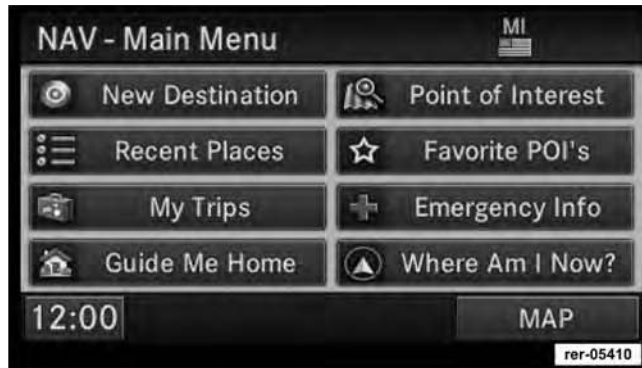 NAV - Main Menu
MI
New Destination
Point of Interest
Recent Places
Favorite POI's
My Trips
Emergency Info
Guide Me Home
Where Am I Now?
12:00
MAP
rer-05410